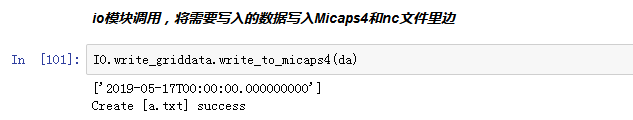 io模块调用，将需要写入的数据写入Micaps4和nc文件里边
In [101]: IO.write_griddata.write_to_micaps4(da)
['2019-05-17T00:00:00.000000000']
Create [a.txt] success